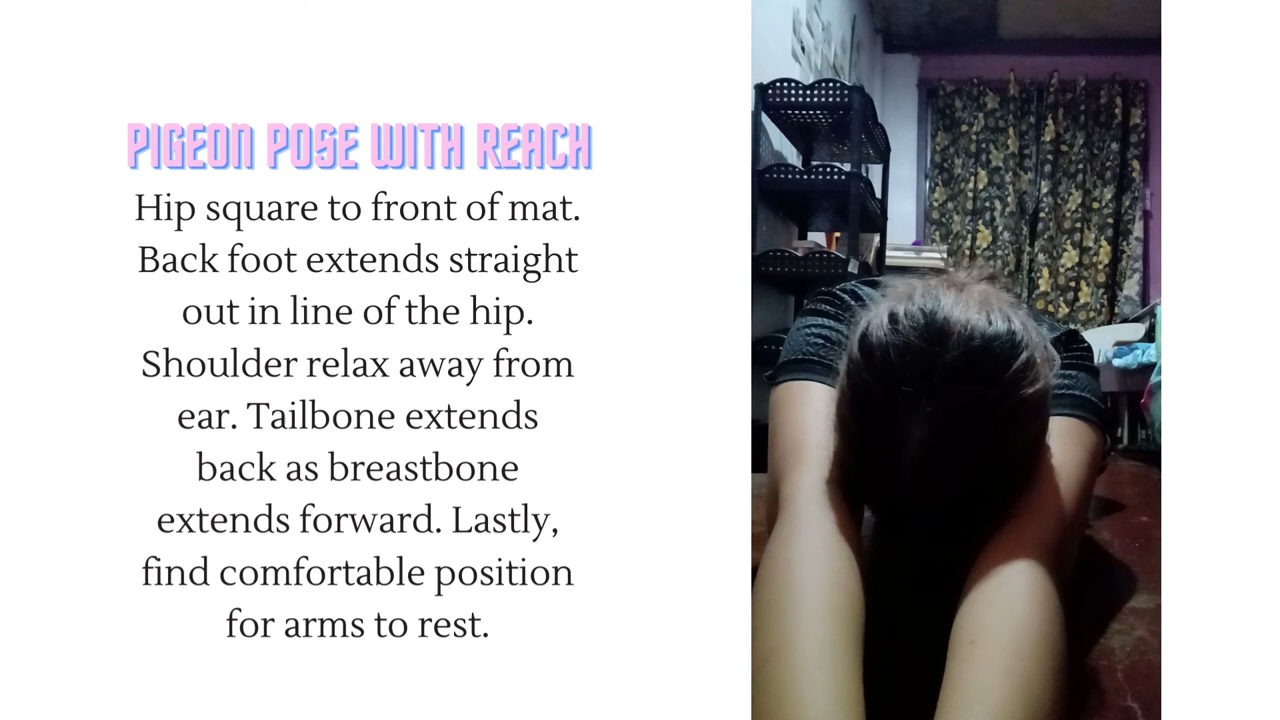 PIGEON POSE WITH REACH
Hip square to front of mat.
Back foot extends straight
out in line of the hip.
Shoulder relax away from
ear. Tailbone extends
back as breastbone
extends forward. Lastly,
find comfortable position
for arms to rest.